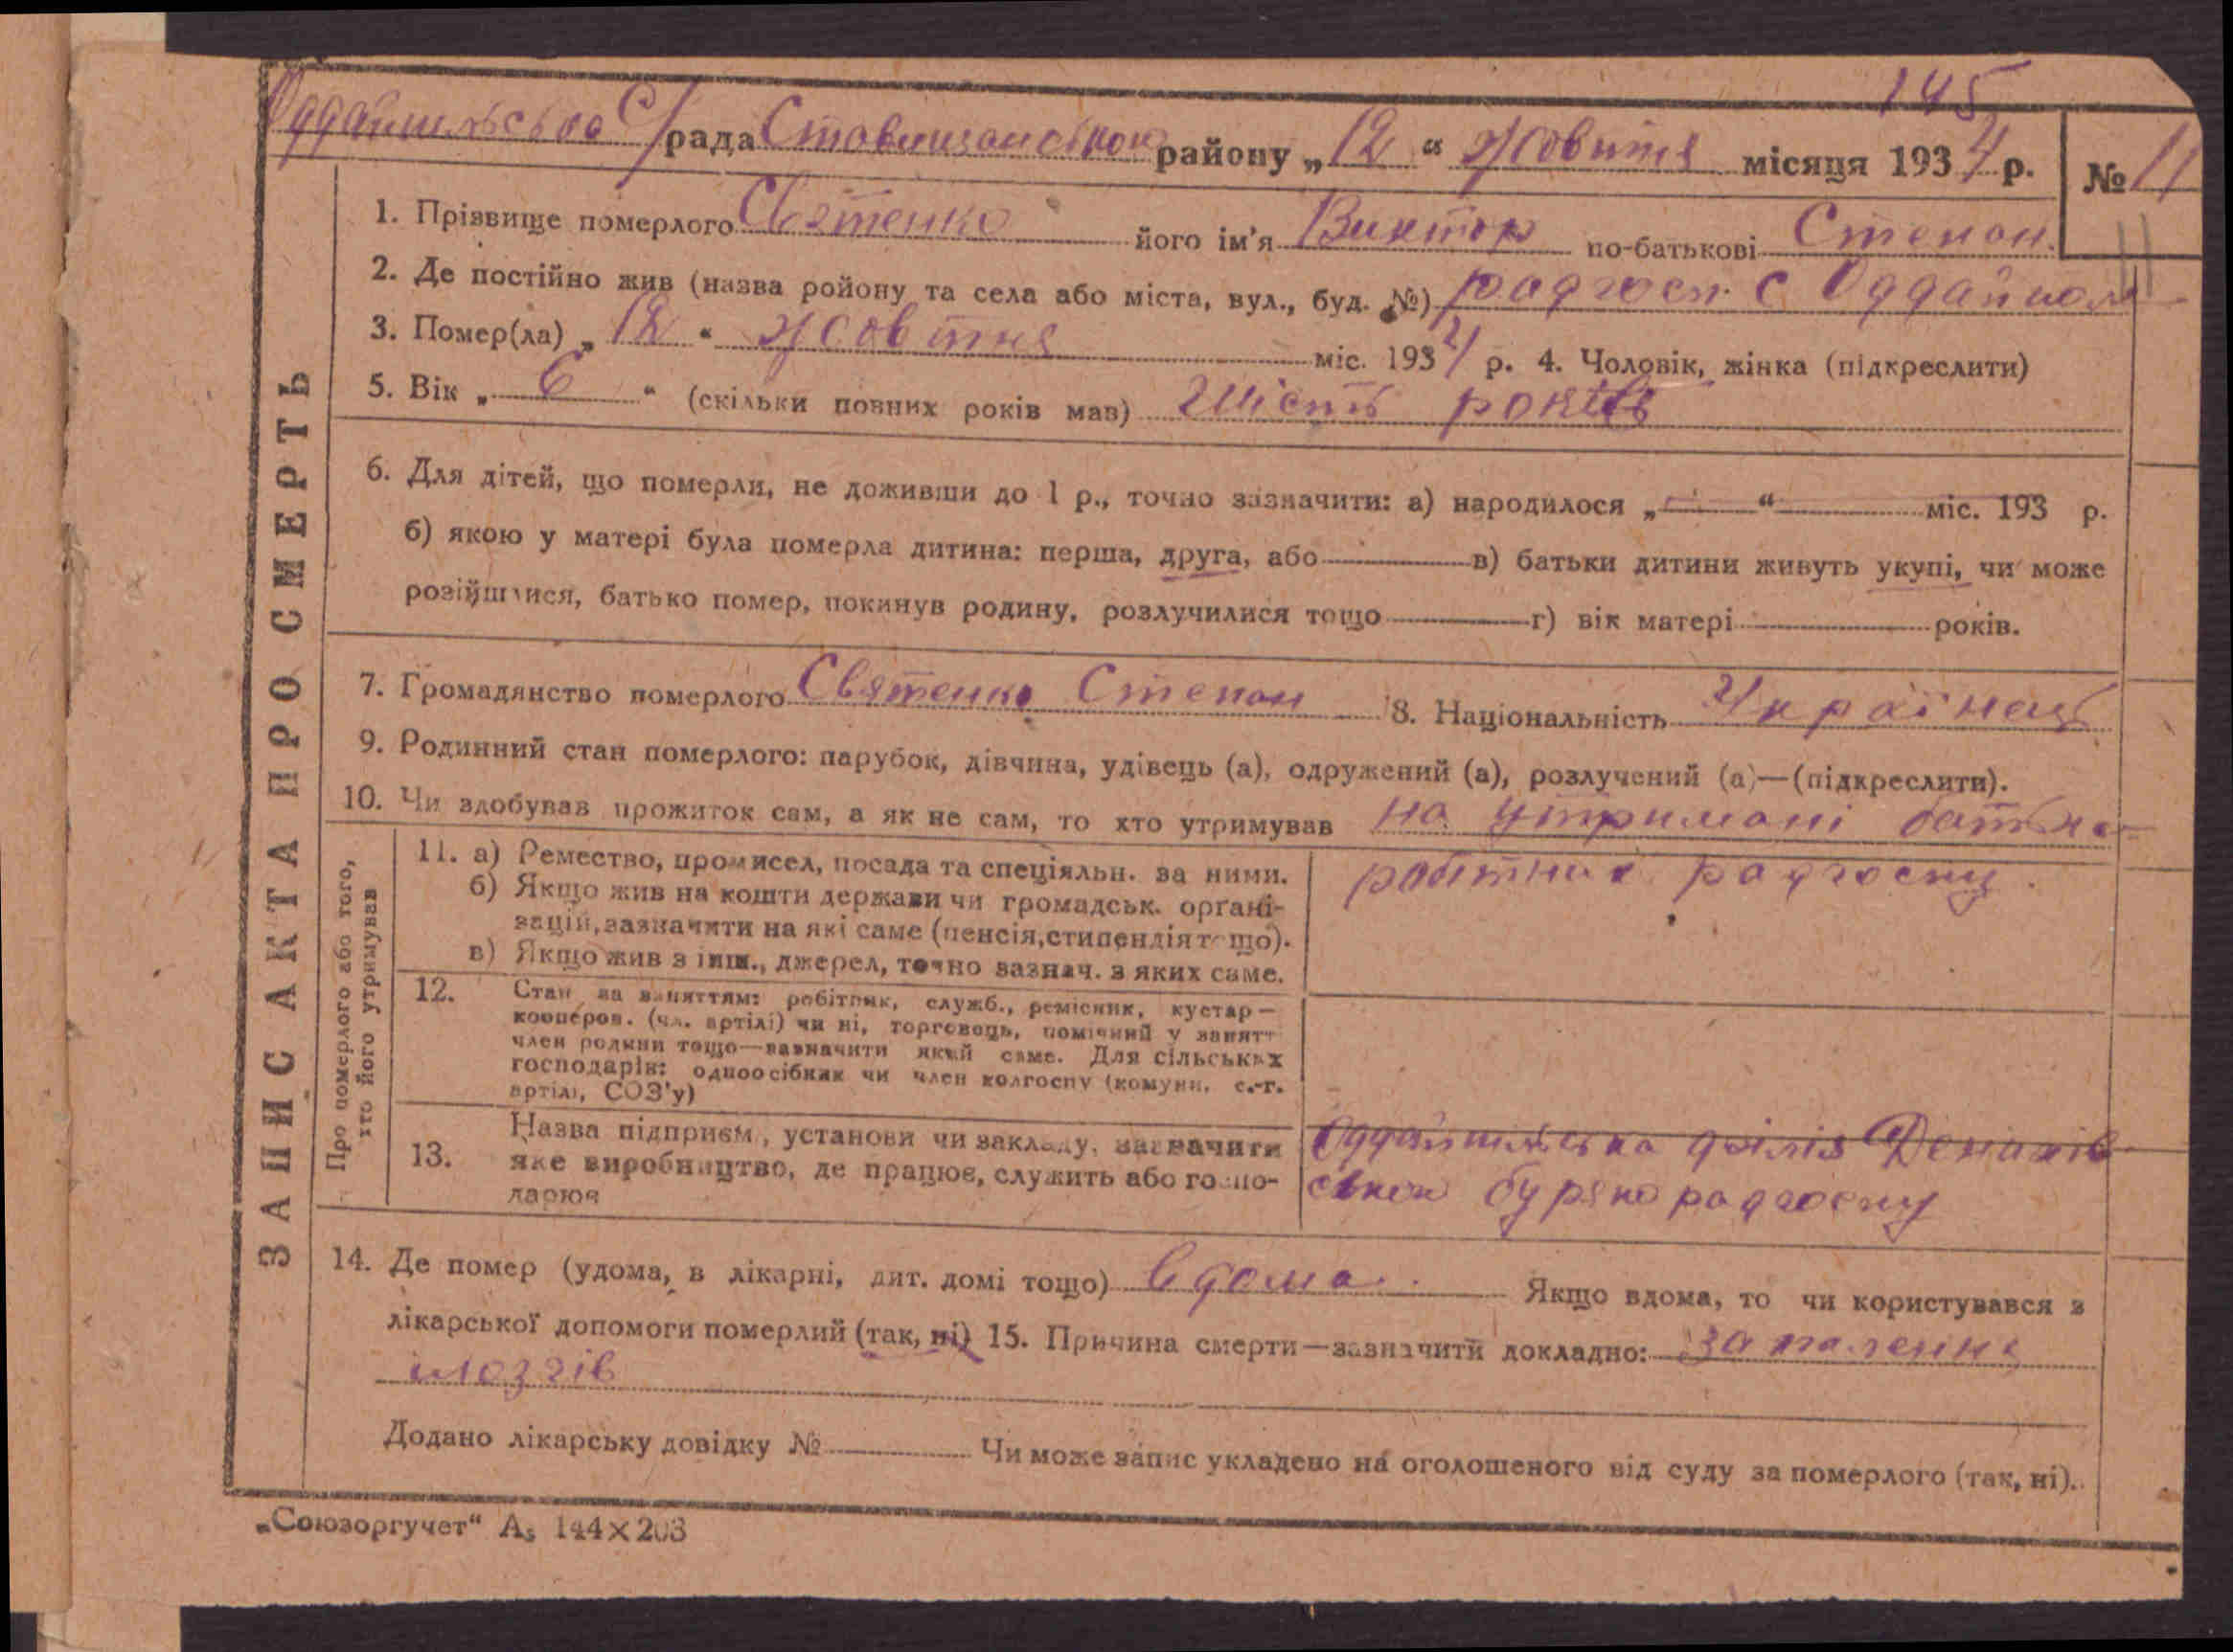 145
Оддайпільська с/рада Ставищанського району „12“ жовтня місяця 1934 р. № 11
1. Прізвище померлого Святенко його ім'я Виктор по-батькові Степан.
2. Де постійно жив (назва ройону та села або міста, вул., буд. №) радгосп с Оддайпол
3. Помер(ла) „12“ жовтня міс. 1934 р. 4. Чоловік, жінка (підкреслити)
5. Вік „6“ (скільки повних років мав) шість років
6. Для дітей, що померли, не доживши до 1 р., точно зазначити: а) народилося „ “ міс. 193 р.
б) якою у матері була померла дитина: перша, друга, або в) батьки дитини живуть укупі, чи може
розійшлися, батько помер, покинув родину, розлучилися тощо г) вік матері років.
7. Громадянство померлого Святенко Степан 8. Національність Українець
9. Родинний стан померлого: парубок, дівчина, удівець (а), одружений (а), розлучений (а)—(підкреслити).
10. Чи здобував прожиток сам, а як не сам, то хто утримував на утримані батька
ЗАПИС АКТА ПРО СМЕРТЬ
Про померлого або того,
хто його утримував
11. а) Ремество, промисел, посада та спеціяльн. за ними. робітник радгоспу.
б) Якщо жив на кошти держави чи громадськ. органі-
зацій, зазначити на які саме (пенсія, стипендія тощо).
в) Якщо жив з інш., джерел, точно зазнач. з яких саме.
12. Стан за заняттям: робітник, служб., ремісник, кустар—
кооперов. (чл. артілі) чи ні, торговець, помічний у занятт
член родини тощо—зазначити який саме. Для сільських
господарів: одноосібник чи член колгоспу (комуни, с.-г.
артілі, СОЗ'у)
13. Назва підприєм., установи чи закладу, зазначити
яке виробництво, де працює, служить або госпо-
дарює
Оддайпільська філія
бурякорадгоспу
14. Де помер (удома, в лікарні, дит. домі тощо) вдома. Якщо вдома, то чи користувався з
лікарської допомоги померлий (так, ні) 15. Причина смерти—зазначити докладно: запалення
мозгів
Додано лікарську довідку № Чи може запис укладено на оголошеного від суду за померлого (так, ні).
„Союзоргучет“ А₅ 144×203